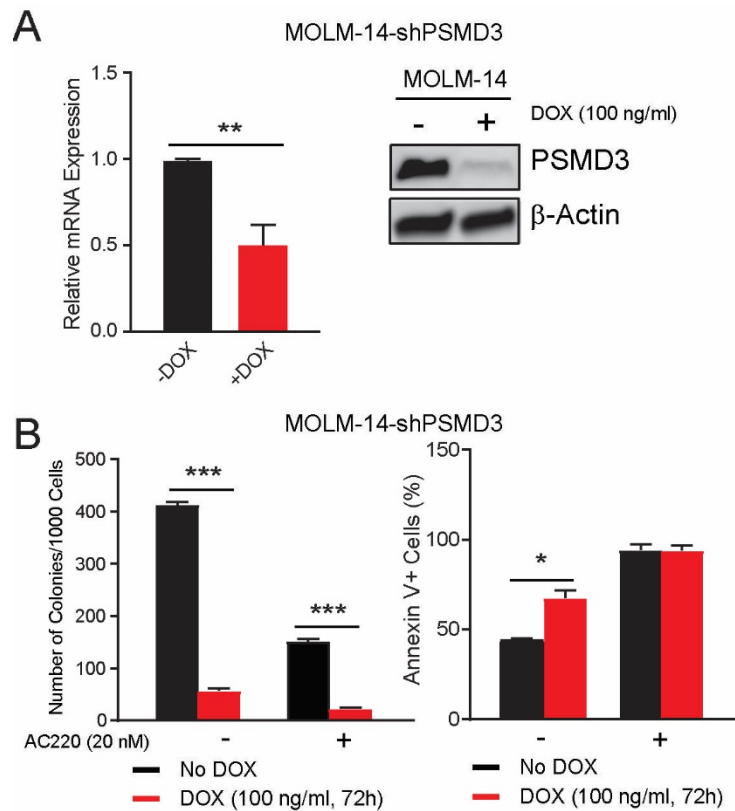 A
MOLM-14-shPSMD3
Relative mRNA Expression
1.5
1.0
0.5
0.0
**
-DOX
+DOX
MOLM-14
- + DOX (100 ng/ml)
PSMD3
β-Actin
B
MOLM-14-shPSMD3
Number of Colonies/1000 Cells
500
400
300
200
100
0
***
***
AC220 (20 nM) - +
No DOX
DOX (100 ng/ml, 72h)
Annexin V+ Cells (%)
150
100
50
0
*
- +
No DOX
DOX (100 ng/ml, 72h)